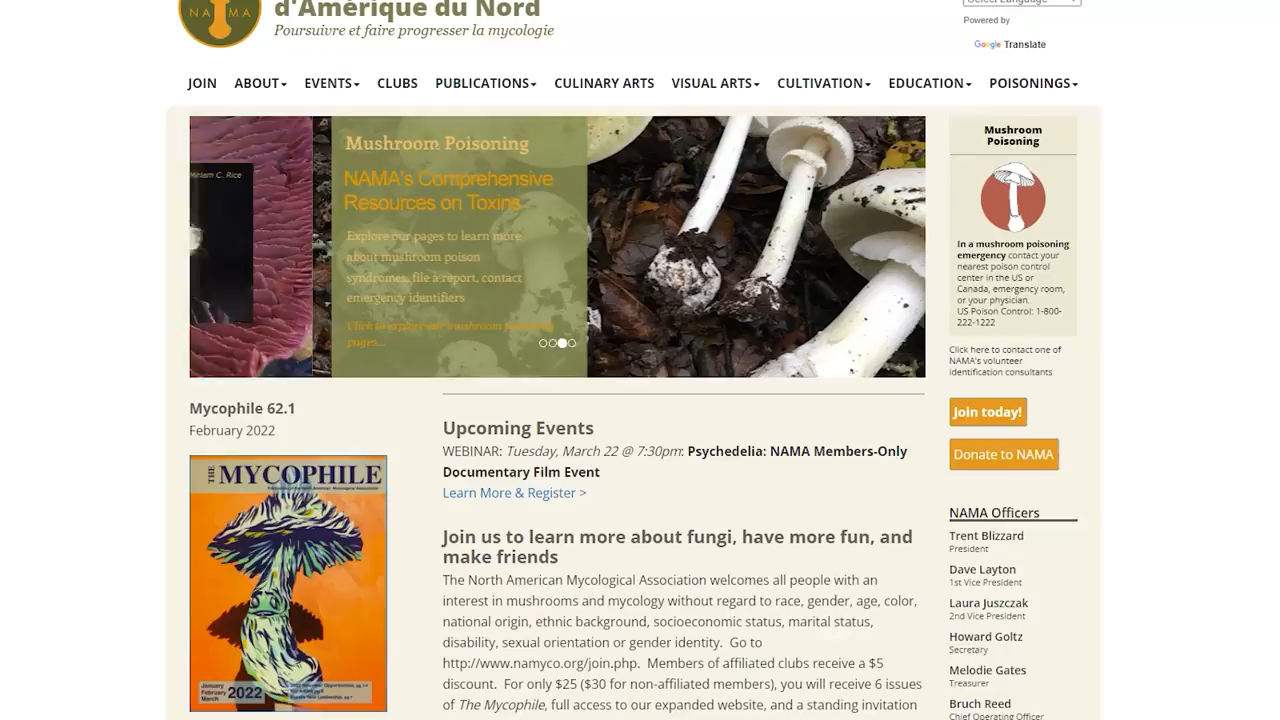 d'Amérique du Nord
Poursuivre et faire progresser la mycologie
NAMA
Select Language
Powered by
Google Translate
JOIN ABOUT EVENTS CLUBS PUBLICATIONS CULINARY ARTS VISUAL ARTS CULTIVATION EDUCATION POISONINGS
Miriam C. Rice
Mushroom Poisoning
NAMA's Comprehensive
Resources on Toxins
Explore our pages to learn more
about mushroom poison
syndromes, file a report, contact
emergency identifiers
Click to explore our mushroom poisoning
pages...
Mycophile 62.1
February 2022
THE MYCOPHILE
January
February
March
2022
Upcoming Events
WEBINAR: Tuesday, March 22 @ 7:30pm: Psychedelia: NAMA Members-Only
Documentary Film Event
Learn More & Register >
Join us to learn more about fungi, have more fun, and
make friends
The North American Mycological Association welcomes all people with an
interest in mushrooms and mycology without regard to race, gender, age, color,
national origin, ethnic background, socioeconomic status, marital status,
disability, sexual orientation or gender identity.  Go to
http://www.namyco.org/join.php.  Members of affiliated clubs receive a $5
discount.  For only $25 ($30 for non-affiliated members), you will receive 6 issues
of The Mycophile, full access to our expanded website, and a standing invitation
Mushroom
Poisoning
In a mushroom poisoning
emergency contact your
nearest poison control
center in the US or
Canada, emergency room,
or your physician.
US Poison Control: 1-800-
222-1222
Click here to contact one of
NAMA's volunteer
identification consultants
Join today!
Donate to NAMA
NAMA Officers
Trent Blizzard
President
Dave Layton
1st Vice President
Laura Juszczak
2nd Vice President
Howard Goltz
Secretary
Melodie Gates
Treasurer
Bruch Reed
Chief Operating Officer